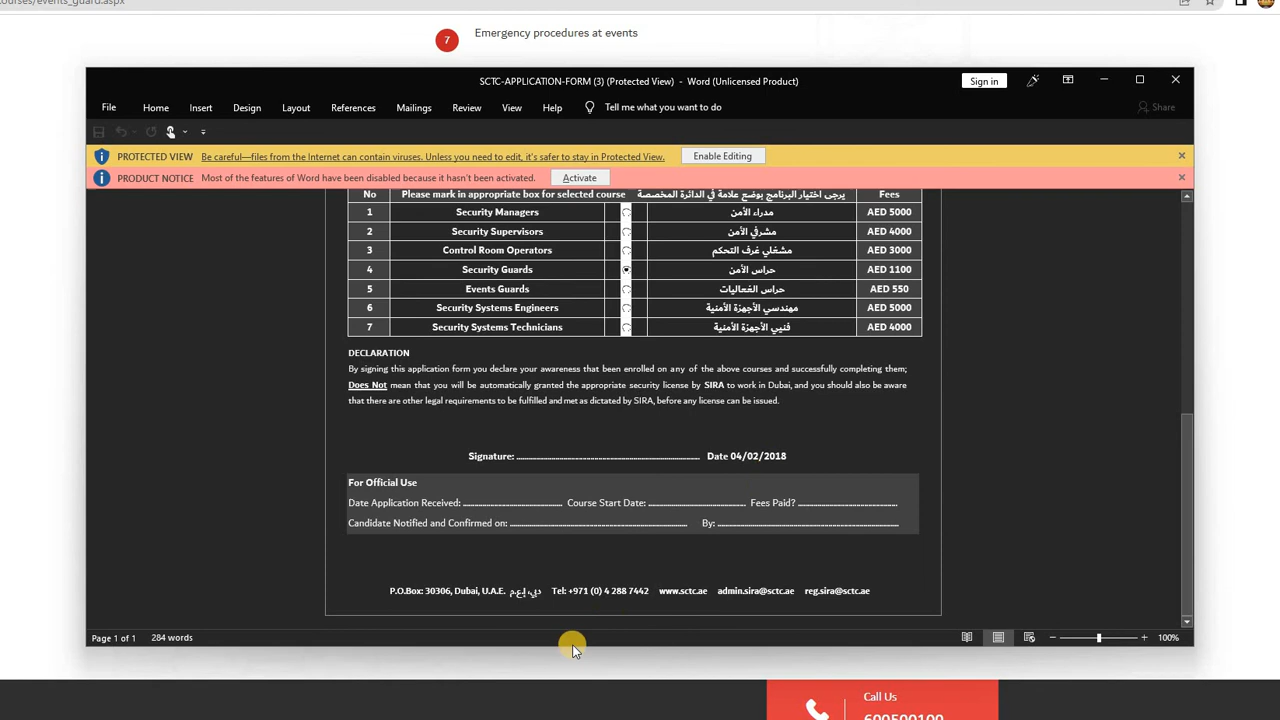 courses/events_guard.aspx
7 Emergency procedures at events
SCTC-APPLICATION-FORM (3) (Protected View) - Word (Unlicensed Product)
Sign in
File Home Insert Design Layout References Mailings Review View Help Tell me what you want to do Share
PROTECTED VIEW Be careful—files from the Internet can contain viruses. Unless you need to edit, it's safer to stay in Protected View. Enable Editing
PRODUCT NOTICE Most of the features of Word have been disabled because it hasn't been activated. Activate
No Please mark in appropriate box for selected course يرجى اختيار البرنامج بوضع علامة في الدائرة المخصصة Fees
1 Security Managers مدراء الأمن AED 5000
2 Security Supervisors مشرفي الأمن AED 4000
3 Control Room Operators مشغلي غرف التحكم AED 3000
4 Security Guards حراس الأمن AED 1100
5 Events Guards حراس الفعاليات AED 550
6 Security Systems Engineers مهندسي الأجهزة الأمنية AED 5000
7 Security Systems Technicians فنيي الأجهزة الأمنية AED 4000
DECLARATION
By signing this application form you declare your awareness that been enrolled on any of the above courses and successfully completing them;
Does Not mean that you will be automatically granted the appropriate security license by SIRA to work in Dubai, and you should also be aware
that there are other legal requirements to be fulfilled and met as dictated by SIRA, before any license can be issued.
Signature: ........................................ Date 04/02/2018
For Official Use
Date Application Received: .................... Course Start Date: .................... Fees Paid? ....................
Candidate Notified and Confirmed on: ........................................ By: ........................................
P.O.Box: 30306, Dubai, U.A.E. دبي، إ.ع.م Tel: +971 (0) 4 288 7442 www.sctc.ae admin.sira@sctc.ae reg.sira@sctc.ae
Page 1 of 1 284 words 100%
Call Us
600500100